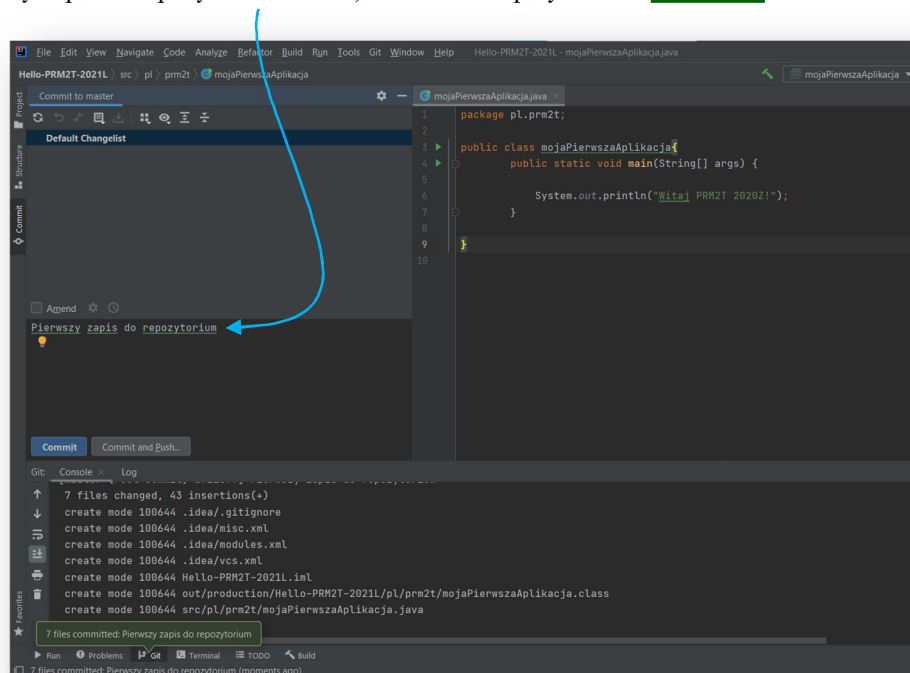 File Edit View Navigate Code Analyze Refactor Build Run Tools Git Window Help Hello-PRM2T-2021L - mojaPierwszaAplikacja.java
Hello-PRM2T-2021L src pl prm2t mojaPierwszaAplikacja
mojaPierwszaAplikacja
Project
Structure
Commit
Favorites
Commit to master
Default Changelist
Amend
Pierwszy zapis do repozytorium
Commit Commit and Push...
mojaPierwszaAplikacja.java
1 package pl.prm2t;
2
3 public class mojaPierwszaAplikacja{
4 public static void main(String[] args) {
5
6 System.out.println("Witaj PRM2T 2020Z!");
7 }
8
9 }
10
Git: Console Log
7 files changed, 43 insertions(+)
create mode 100644 .idea/.gitignore
create mode 100644 .idea/misc.xml
create mode 100644 .idea/modules.xml
create mode 100644 .idea/vcs.xml
create mode 100644 Hello-PRM2T-2021L.iml
create mode 100644 out/production/Hello-PRM2T-2021L/pl/prm2t/mojaPierwszaAplikacja.class
create mode 100644 src/pl/prm2t/mojaPierwszaAplikacja.java
7 files committed: Pierwszy zapis do repozytorium
Run Problems Git Terminal TODO Build
7 files committed: Pierwszy zapis do repozytorium (moments ago)